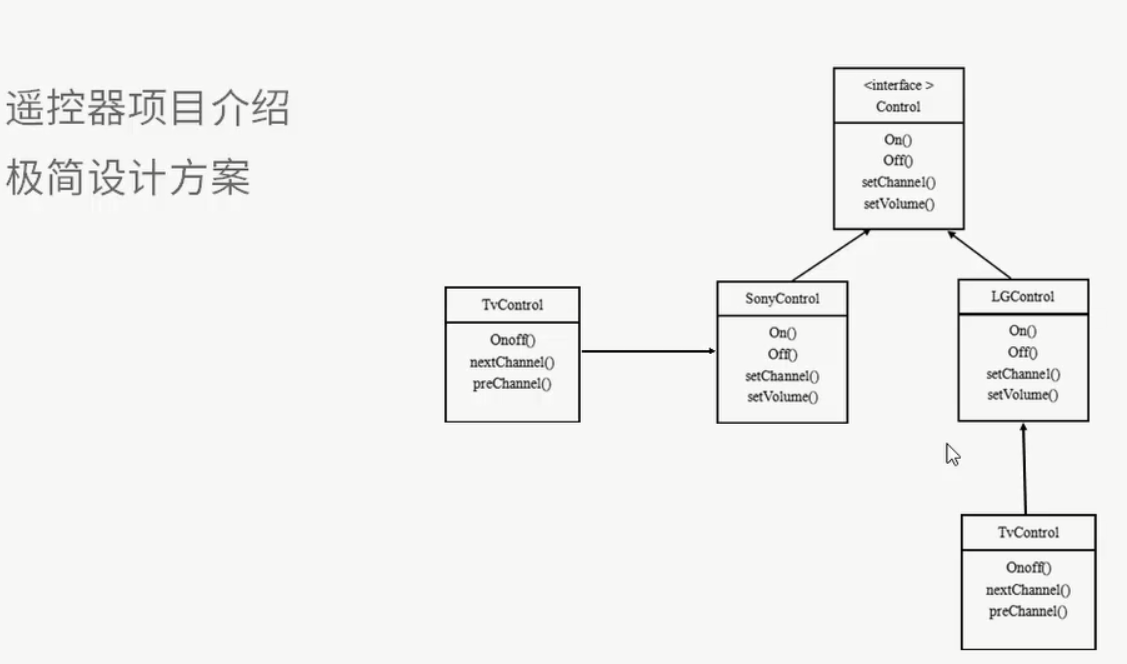 遥控器项目介绍
极简设计方案
<interface >
Control
On()
Off()
setChannel()
setVolume()
TvControl
Onoff()
nextChannel()
preChannel()
SonyControl
On()
Off()
setChannel()
setVolume()
LGControl
On()
Off()
setChannel()
setVolume()
TvControl
Onoff()
nextChannel()
preChannel()